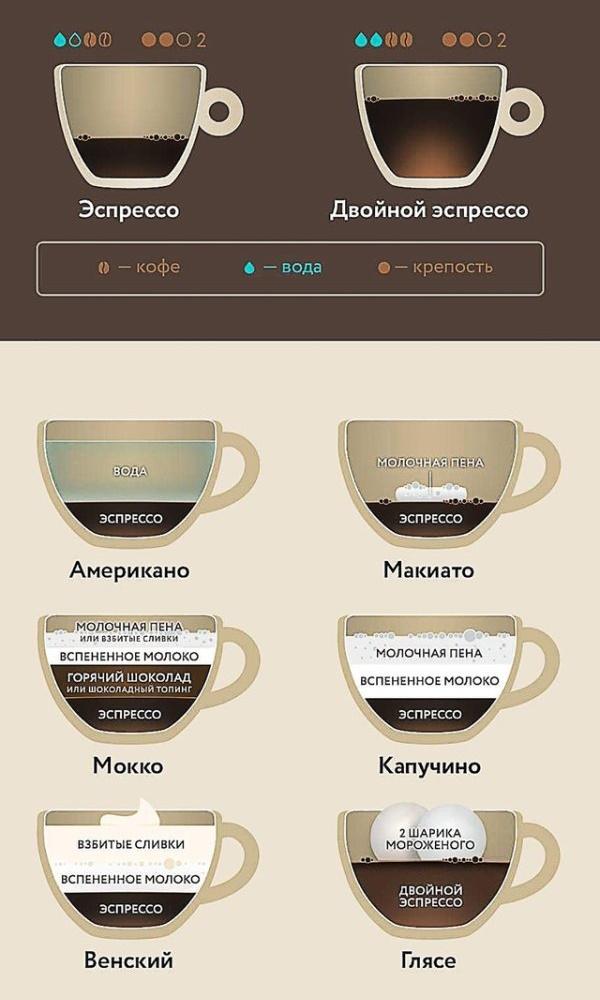 2
2
Эспрессо
Двойной эспрессо
— кофе
— вода
— крепость
ВОДА
ЭСПРЕССО
Американо
МОЛОЧНАЯ ПЕНА
ЭСПРЕССО
Макиато
МОЛОЧНАЯ ПЕНА
ИЛИ ВЗБИТЫЕ СЛИВКИ
ВСПЕНЕННОЕ МОЛОКО
ГОРЯЧИЙ ШОКОЛАД
ИЛИ ШОКОЛАДНЫЙ ТОПИНГ
ЭСПРЕССО
Мокко
МОЛОЧНАЯ ПЕНА
ВСПЕНЕННОЕ МОЛОКО
ЭСПРЕССО
Капучино
ВЗБИТЫЕ СЛИВКИ
ВСПЕНЕННОЕ МОЛОКО
ЭСПРЕССО
Венский
2 ШАРИКА
МОРОЖЕНОГО
ДВОЙНОЙ
ЭСПРЕССО
Глясе